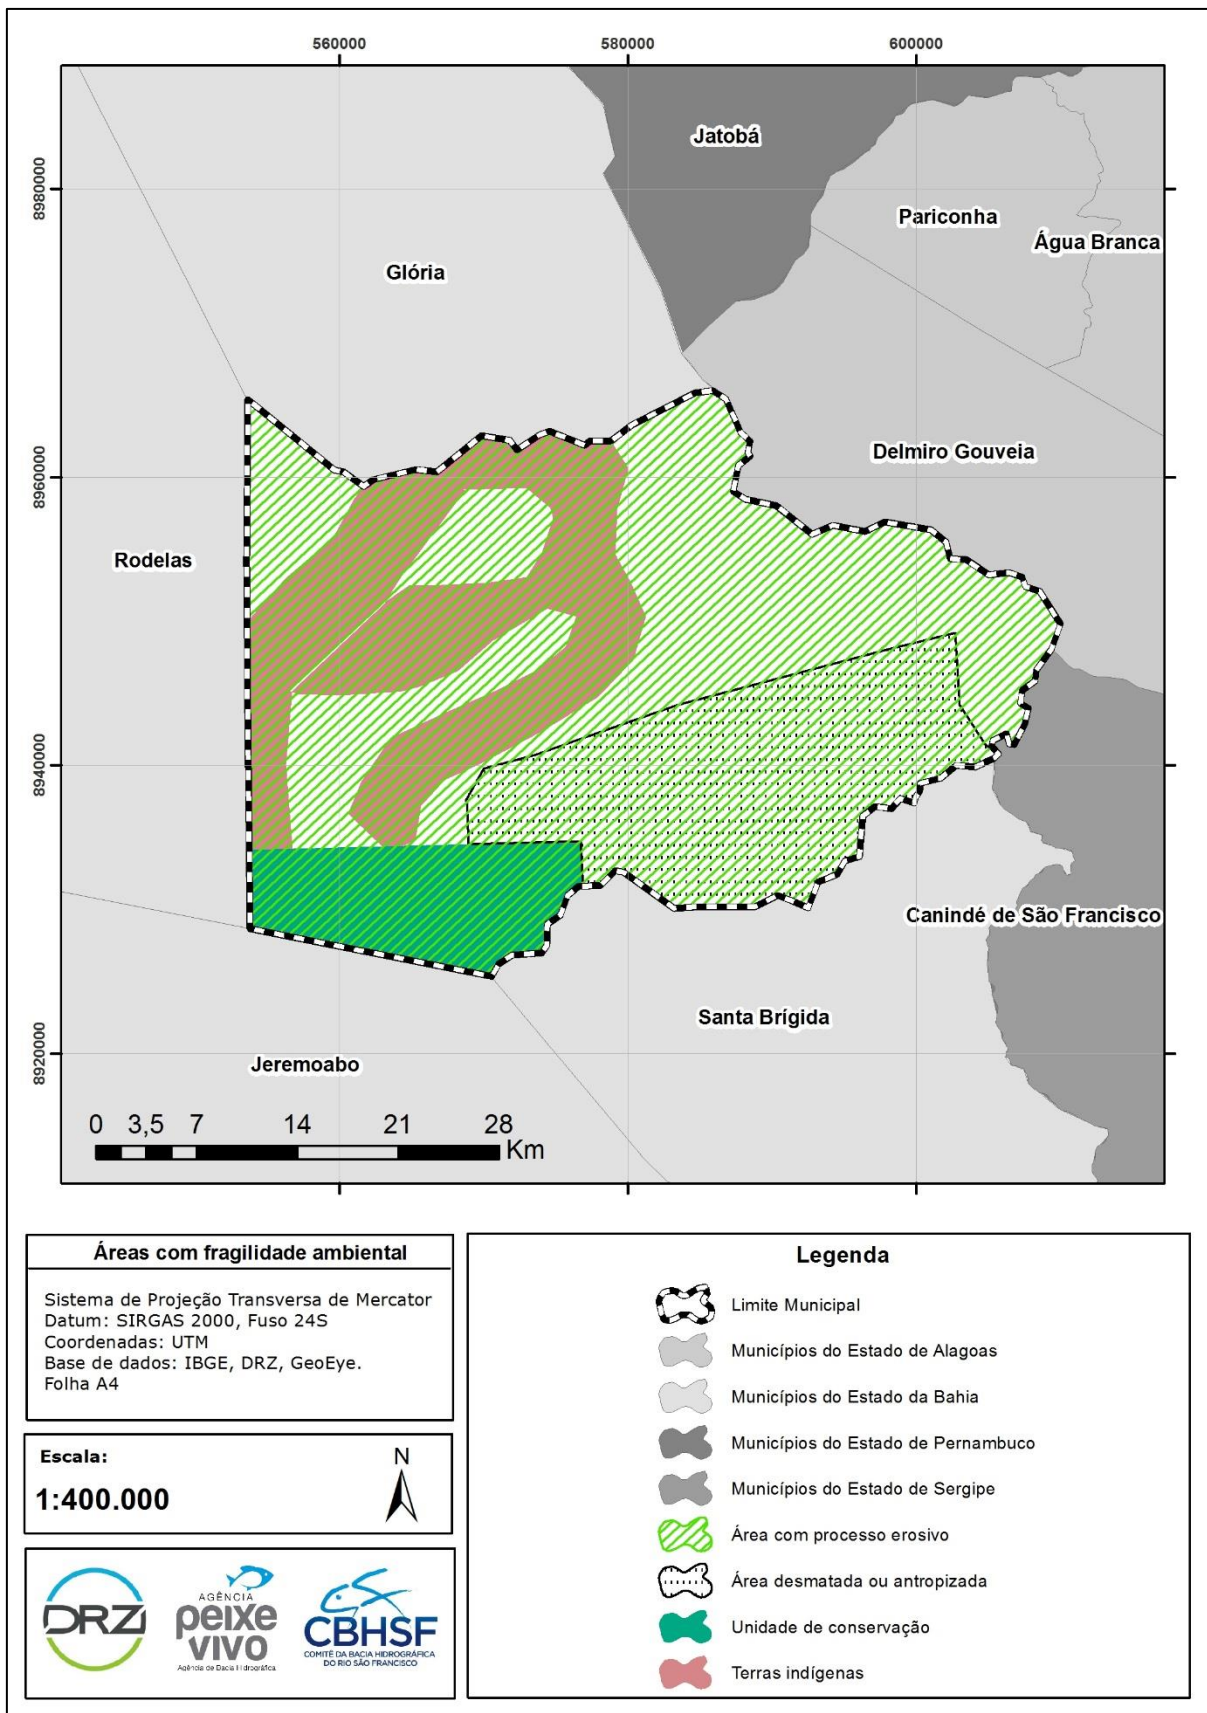 560000
580000
600000
8980000
8960000
8940000
8920000
Jatobá
Pariconha
Água Branca
Glória
Delmiro Gouveia
Rodelas
Canindé de São Francisco
Santa Brígida
Jeremoabo
0 3,5 7 14 21 28
Km
Áreas com fragilidade ambiental
Sistema de Projeção Transversa de Mercator
Datum: SIRGAS 2000, Fuso 24S
Coordenadas: UTM
Base de dados: IBGE, DRZ, GeoEye.
Folha A4
Escala:
1:400.000
N
DRZ
AGÊNCIA
peixe
vivo
Agência de Bacia Hidrográfica
CBHSF
COMITÊ DA BACIA HIDROGRÁFICA
DO RIO SÃO FRANCISCO
Legenda
Limite Municipal
Municípios do Estado de Alagoas
Municípios do Estado da Bahia
Municípios do Estado de Pernambuco
Municípios do Estado de Sergipe
Área com processo erosivo
Área desmatada ou antropizada
Unidade de conservação
Terras indígenas